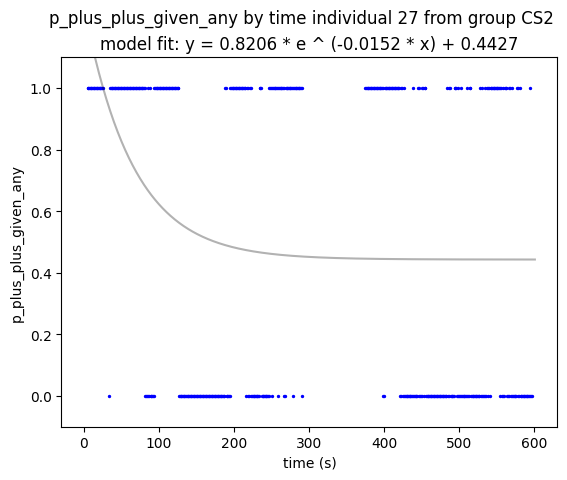 p_plus_plus_given_any by time individual 27 from group CS2
model fit: y = 0.8206 * e ^ (-0.0152 * x) + 0.4427
p_plus_plus_given_any
1.0
0.8
0.6
0.4
0.2
0.0
0 100 200 300 400 500 600
time (s)